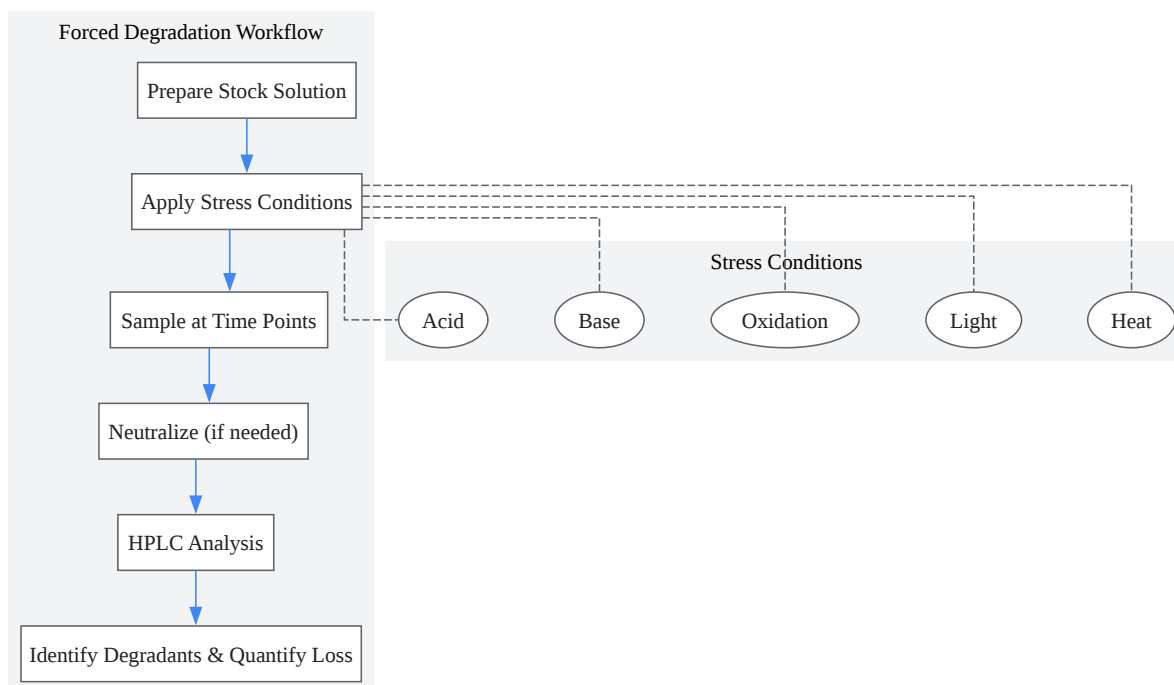 Forced Degradation Workflow
Prepare Stock Solution
Apply Stress Conditions
Stress Conditions
Sample at Time Points
Acid
Base
Oxidation
Light
Heat
Neutralize (if needed)
HPLC Analysis
Identify Degradants & Quantify Loss